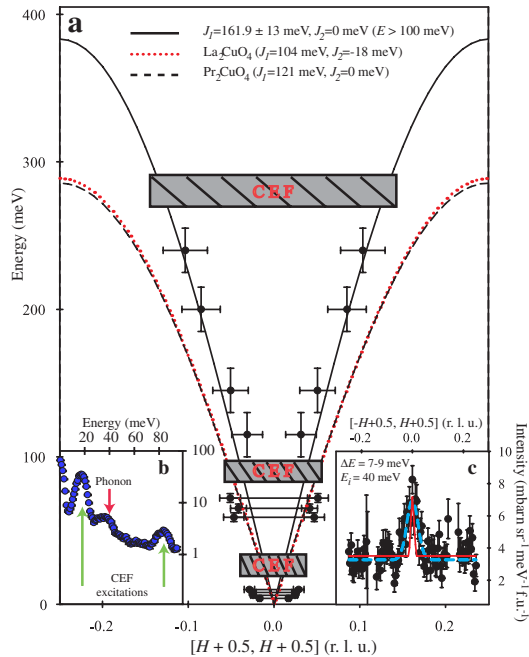 a
J1=161.9 ± 13 meV, J2=0 meV (E > 100 meV)
La2CuO4 (J1=104 meV, J2=-18 meV)
Pr2CuO4 (J1=121 meV, J2=0 meV)
400
300
200
100
0
Energy (meV)
CEF
CEF
CEF
Energy (meV)
20 40 60 80
b
Phonon
CEF
excitations
100
10
1
[-H+0.5, H+0.5] (r. l. u.)
-0.3 0.0 0.3
ΔE = 7-9 meV
Ei = 40 meV
c
10
8
6
4
2
Intensity (mbarn sr-1 meV-1 f.u.-1)
-0.2 -0.1 0.0 0.1 0.2
[H + 0.5, H + 0.5] (r. l. u.)